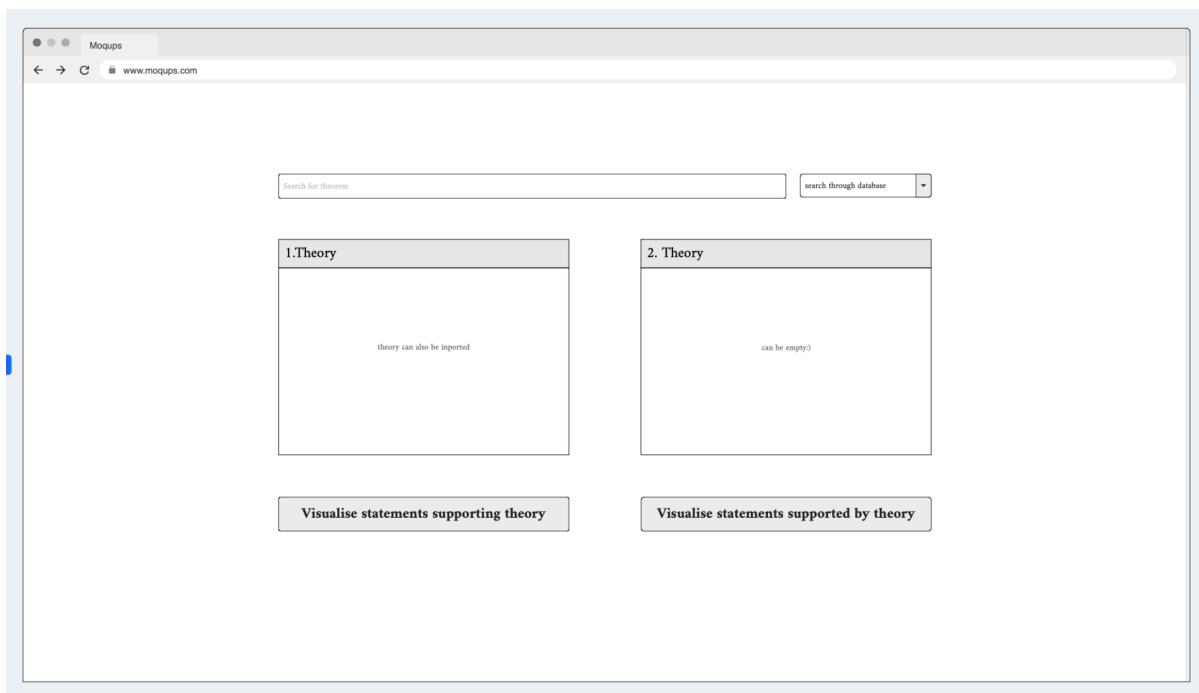 Moqups
www.moqups.com
Search for theorem
search through database
1.Theory
2. Theory
theory can also be inported
can be empty:)
Visualise statements supporting theory
Visualise statements supported by theory